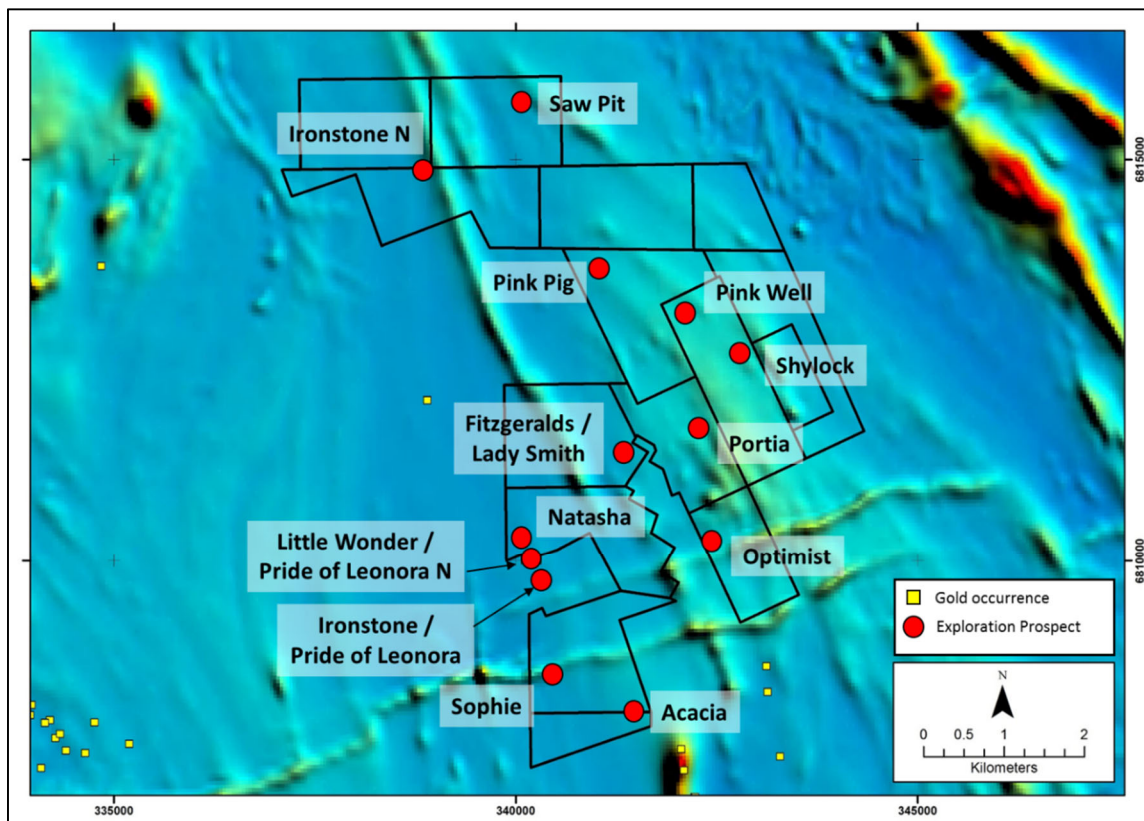 Saw Pit
Ironstone N
6815000
Pink Pig
Pink Well
Shylock
Fitzgeralds /
Lady Smith
Portia
Natasha
Little Wonder /
Pride of Leonora N
Optimist
6810000
Ironstone /
Pride of Leonora
Gold occurrence
Exploration Prospect
Sophie
Acacia
N
0 0.5 1 2
Kilometers
335000 340000 345000